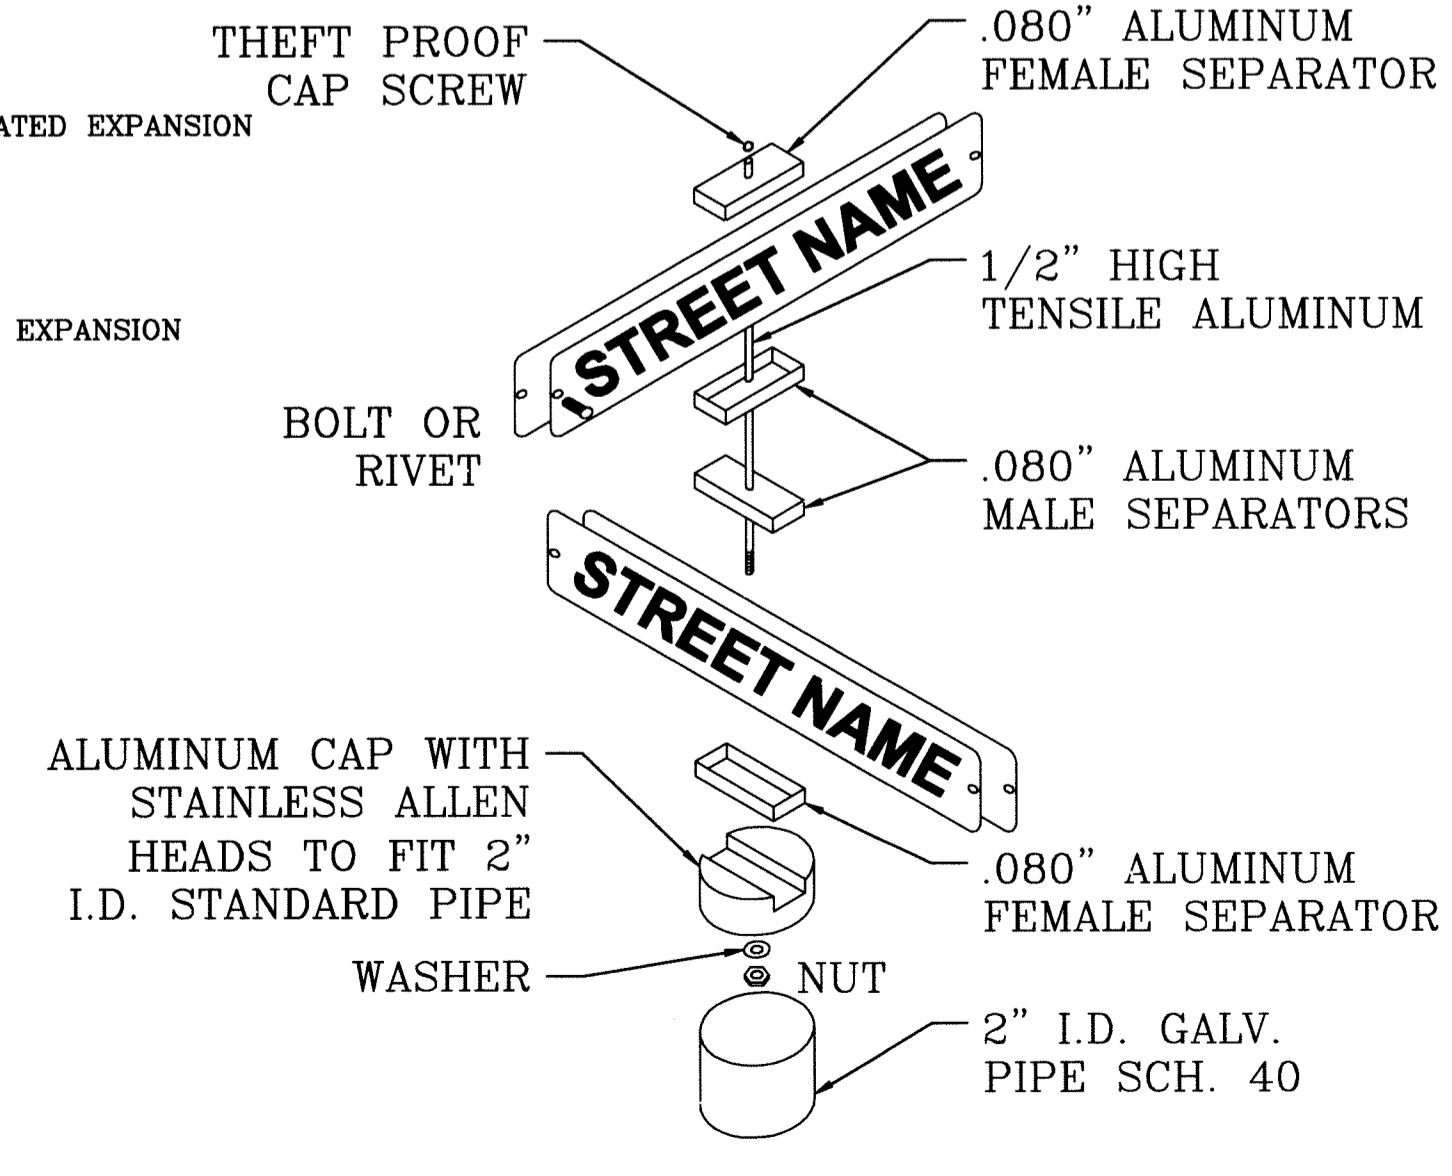 THEFT PROOF
CAP SCREW
.080” ALUMINUM
FEMALE SEPARATOR
ATED EXPANSION
STREET NAME
1/2” HIGH
TENSILE ALUMINUM
EXPANSION
BOLT OR
RIVET
.080” ALUMINUM
MALE SEPARATORS
STREET NAME
ALUMINUM CAP WITH
STAINLESS ALLEN
HEADS TO FIT 2”
I.D. STANDARD PIPE
.080” ALUMINUM
FEMALE SEPARATOR
WASHER
NUT
2” I.D. GALV.
PIPE SCH. 40